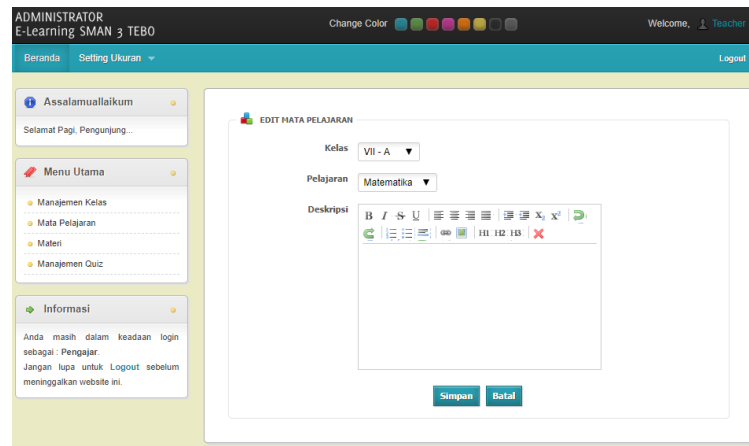 ADMINISTRATOR
E-Learning SMAN 3 TEBO
Change Color
Welcome, Teacher
Beranda Setting Ukuran
Logout
Assalamuallaikum
Selamat Pagi, Pengunjung...
Menu Utama
Manajemen Kelas
Mata Pelajaran
Materi
Manajemen Quiz
Informasi
Anda masih dalam keadaan login
sebagai : Pengajar.
Jangan lupa untuk Logout sebelum
meninggalkan website ini.
EDIT MATA PELAJARAN
Kelas VII - A
Pelajaran Matematika
Deskripsi
B I S U X₂ X²
H1 H2 H3
Simpan Batal